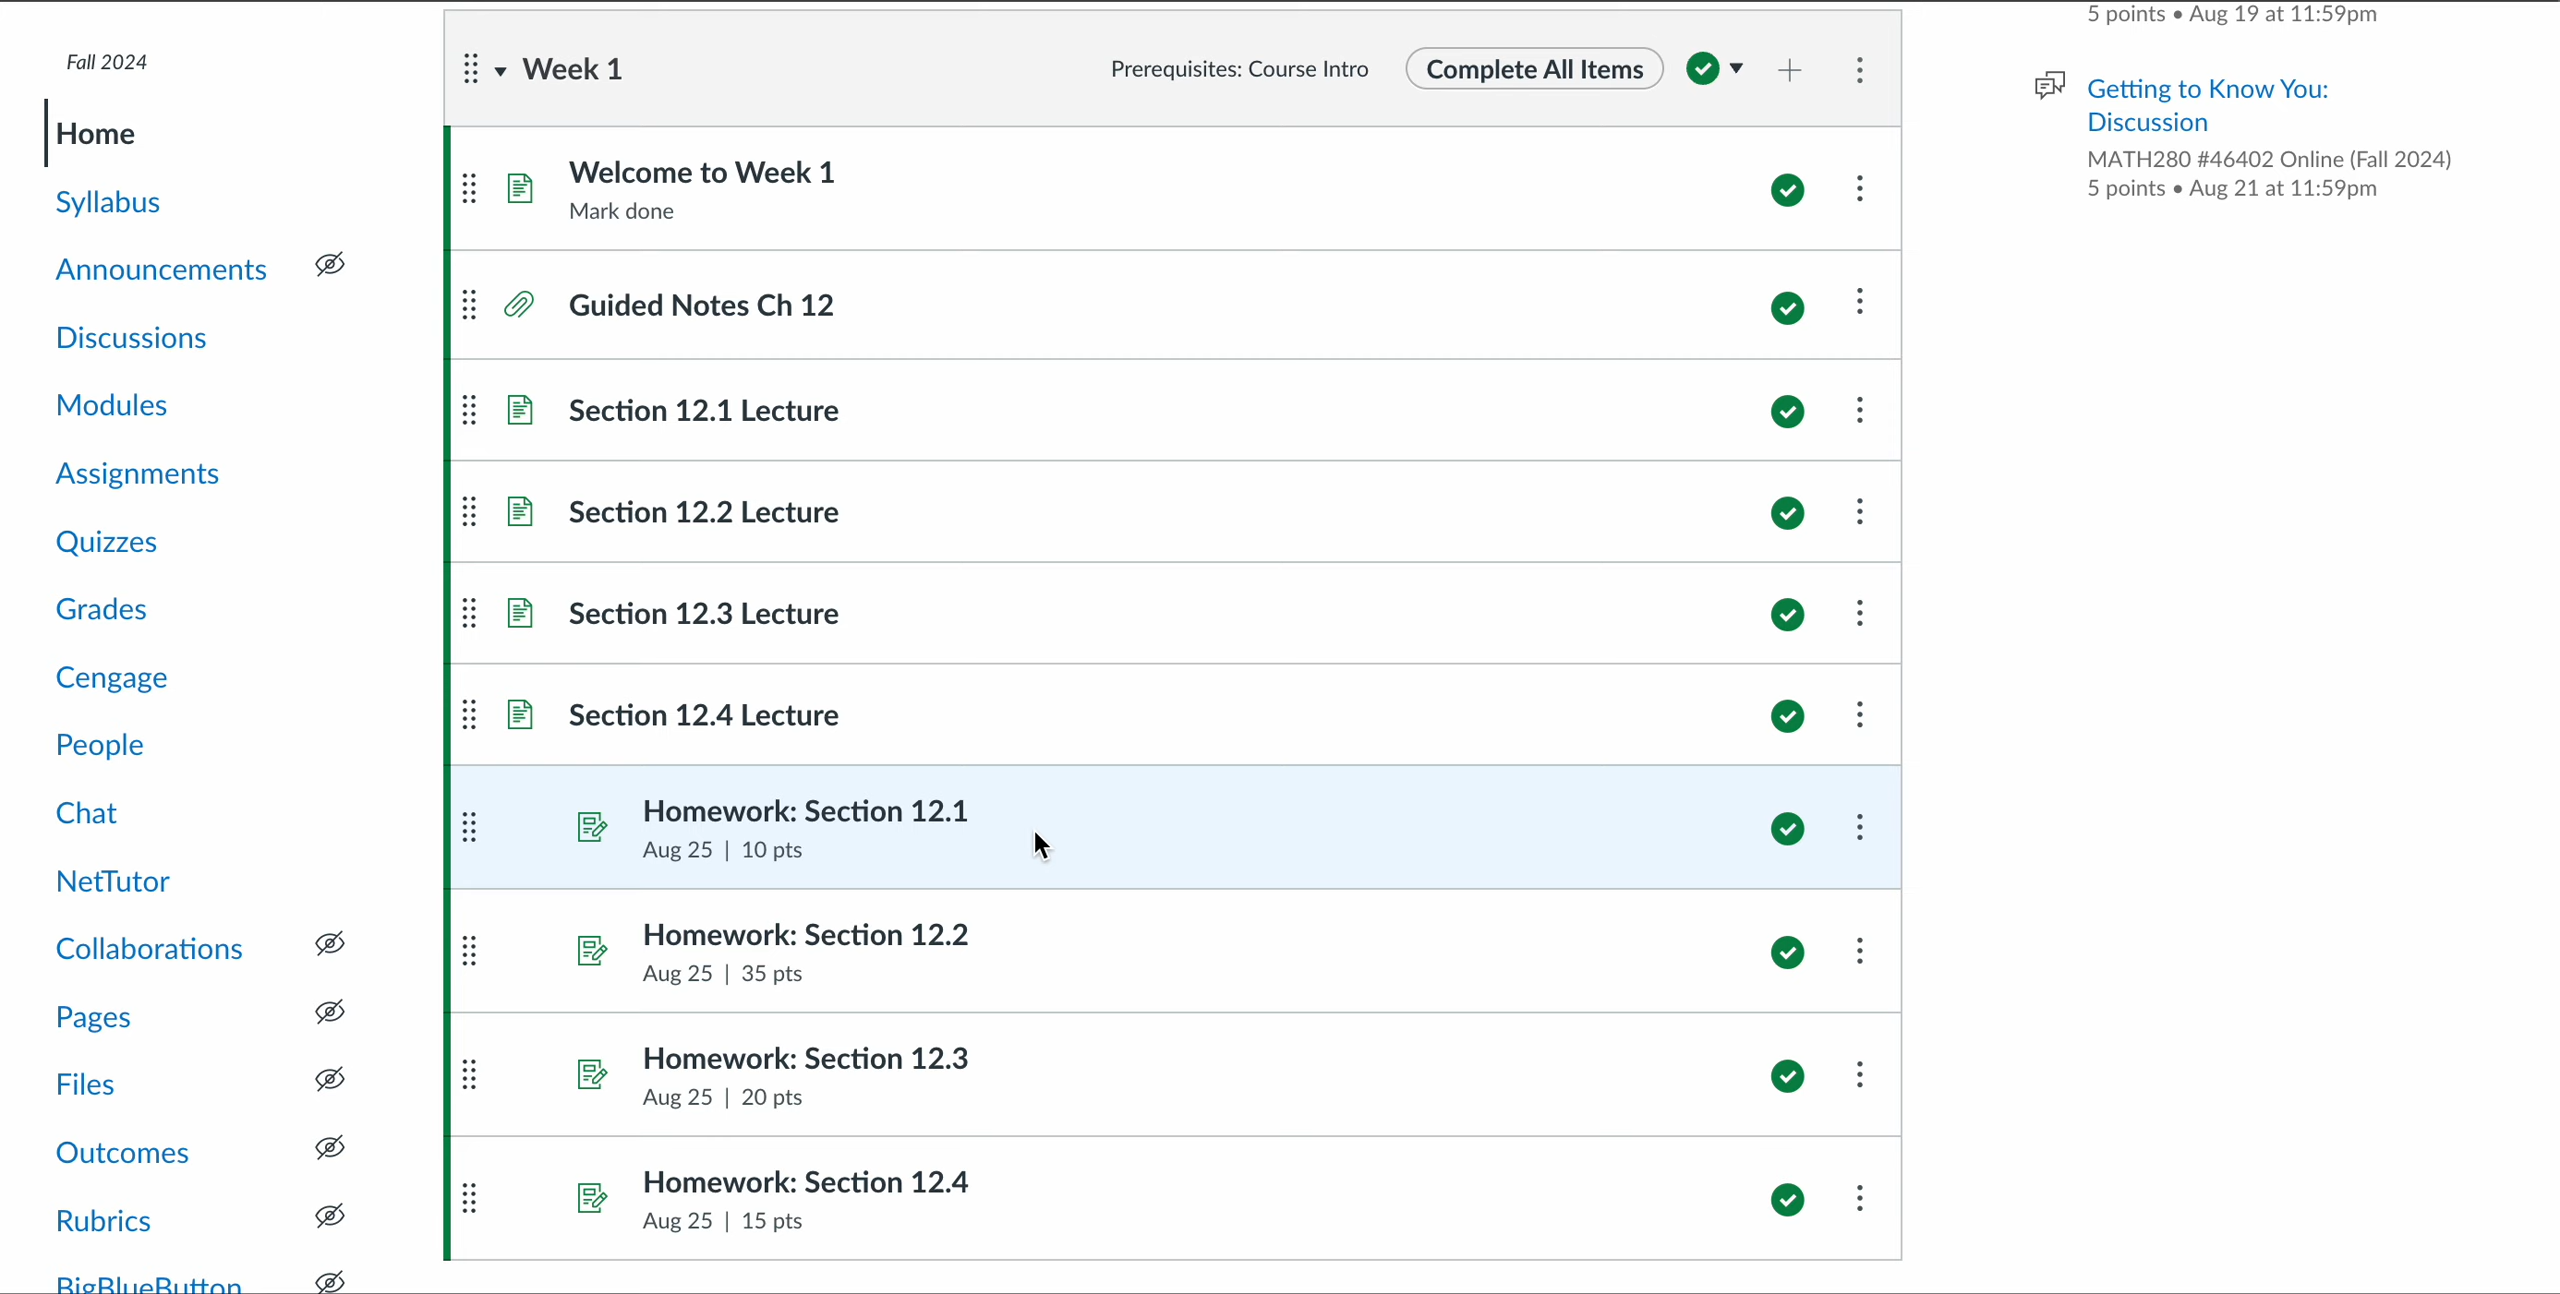 Fall 2024
Home
Syllabus
Announcements
Discussions
Modules
Assignments
Quizzes
Grades
Cengage
People
Chat
NetTutor
Collaborations
Pages
Files
Outcomes
Rubrics
BigBlueButton
Week 1
Prerequisites: Course Intro
Complete All Items
Welcome to Week 1
Mark done
Guided Notes Ch 12
Section 12.1 Lecture
Section 12.2 Lecture
Section 12.3 Lecture
Section 12.4 Lecture
Homework: Section 12.1
Aug 25 | 10 pts
Homework: Section 12.2
Aug 25 | 35 pts
Homework: Section 12.3
Aug 25 | 20 pts
Homework: Section 12.4
Aug 25 | 15 pts
5 points • Aug 19 at 11:59pm
Getting to Know You:
Discussion
MATH280 #46402 Online (Fall 2024)
5 points • Aug 21 at 11:59pm